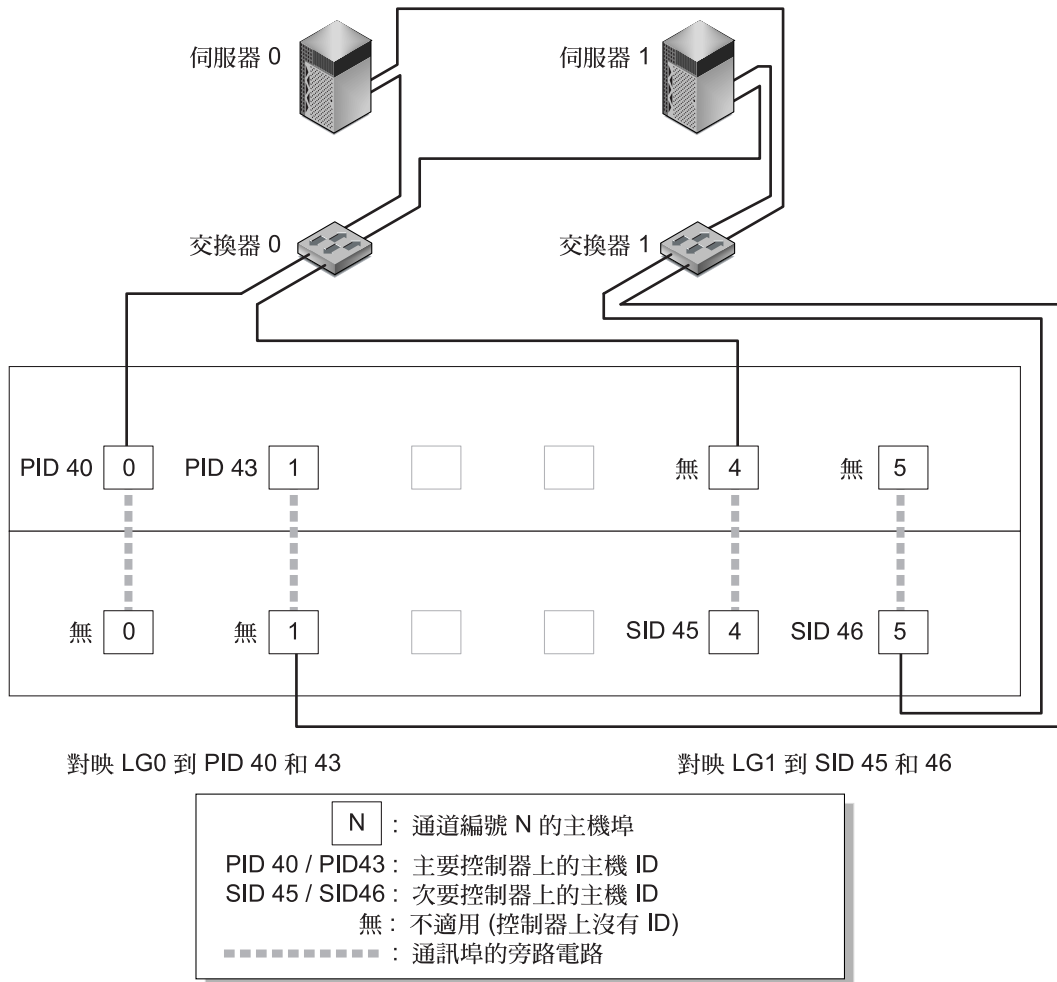 伺服器 0
伺服器 1
交換器 0
交換器 1
PID 40 0
PID 43 1
無 4
無 5
無 0
無 1
SID 45 4
SID 46 5
對映 LG0 到 PID 40 和 43
對映 LG1 到 SID 45 和 46
N : 通道編號 N 的主機埠
PID 40 / PID43 : 主要控制器上的主機 ID
SID 45 / SID46 : 次要控制器上的主機 ID
無 : 不適用 (控制器上沒有 ID)
: 通訊埠的旁路電路